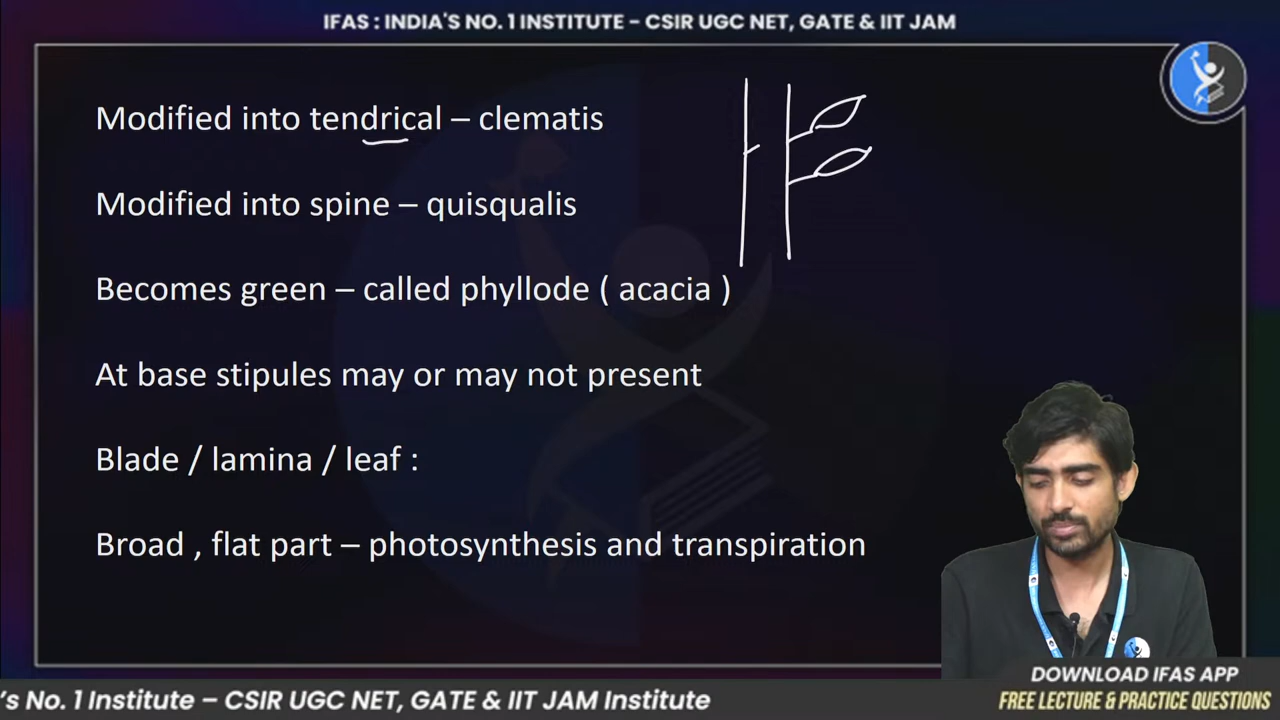 IFAS : INDIA'S NO. 1 INSTITUTE - CSIR UGC NET, GATE & IIT JAM
Modified into tendrical – clematis
Modified into spine – quisqualis
Becomes green – called phyllode ( acacia )
At base stipules may or may not present
Blade / lamina / leaf :
Broad , flat part – photosynthesis and transpiration
DOWNLOAD IFAS APP
FREE LECTURE & PRACTICE QUESTIONS
's No. 1 Institute – CSIR UGC NET, GATE & IIT JAM Institute